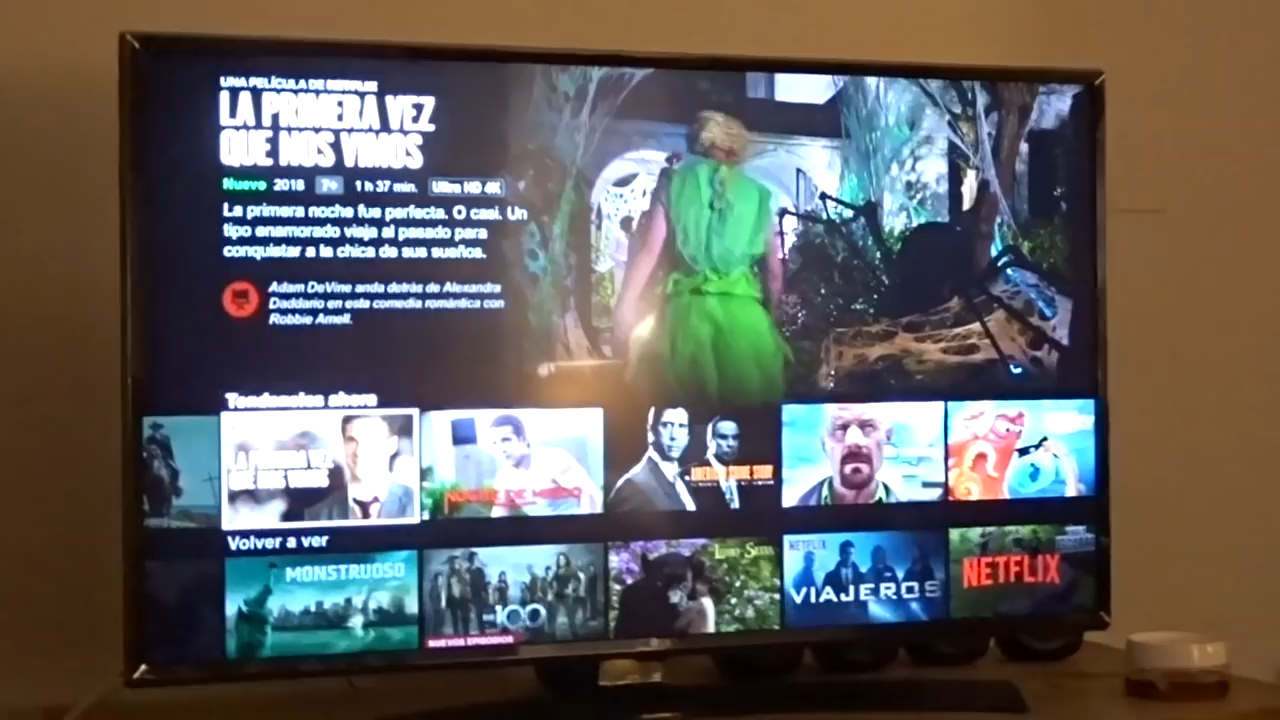 UNA PELÍCULA DE NETFLIX
LA PRIMERA VEZ
QUE NOS VIMOS
Nuevo 2018 7+ 1 h 37 min. Ultra HD 4K
La primera noche fue perfecta. O casi. Un
tipo enamorado viaja al pasado para
conquistar a la chica de sus sueños.
Adam DeVine anda detrás de Alexandra
Daddario en esta comedia romántica con
Robbie Amell.
Tendencias ahora
LA PRIMERA VEZ
QUE NOS VIMOS
NOCHE DE MIEDO
AMERICAN CRIME STORY
Volver a ver
MONSTRUOSO
THE 100
NUEVOS EPISODIOS
NETFLIX
VIAJEROS
NETFLIX